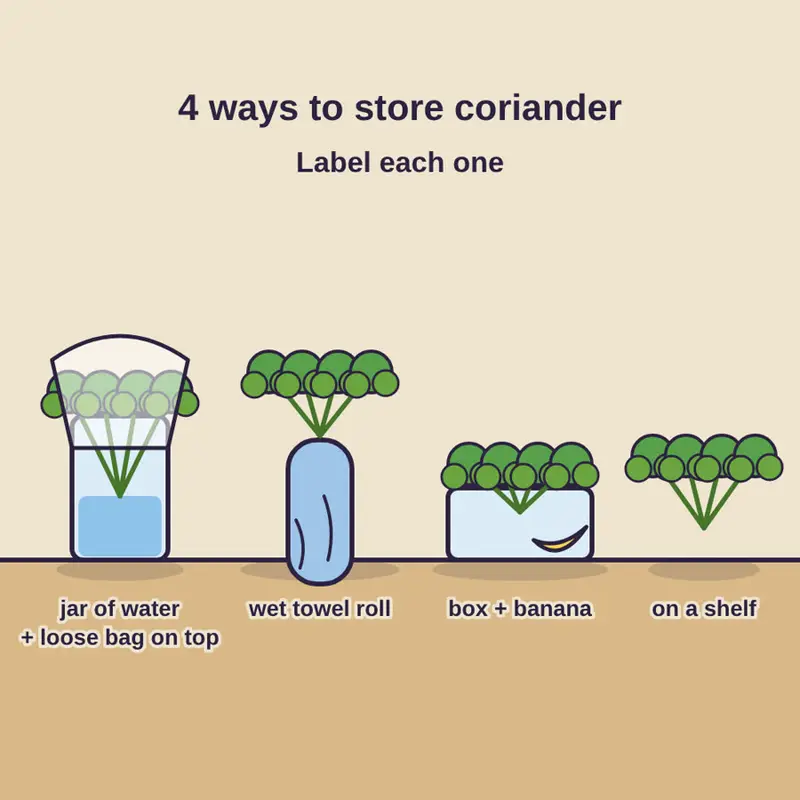 4 ways to store coriander
Label each one
jar of water
+ loose bag on top
wet towel roll
box + banana
on a shelf